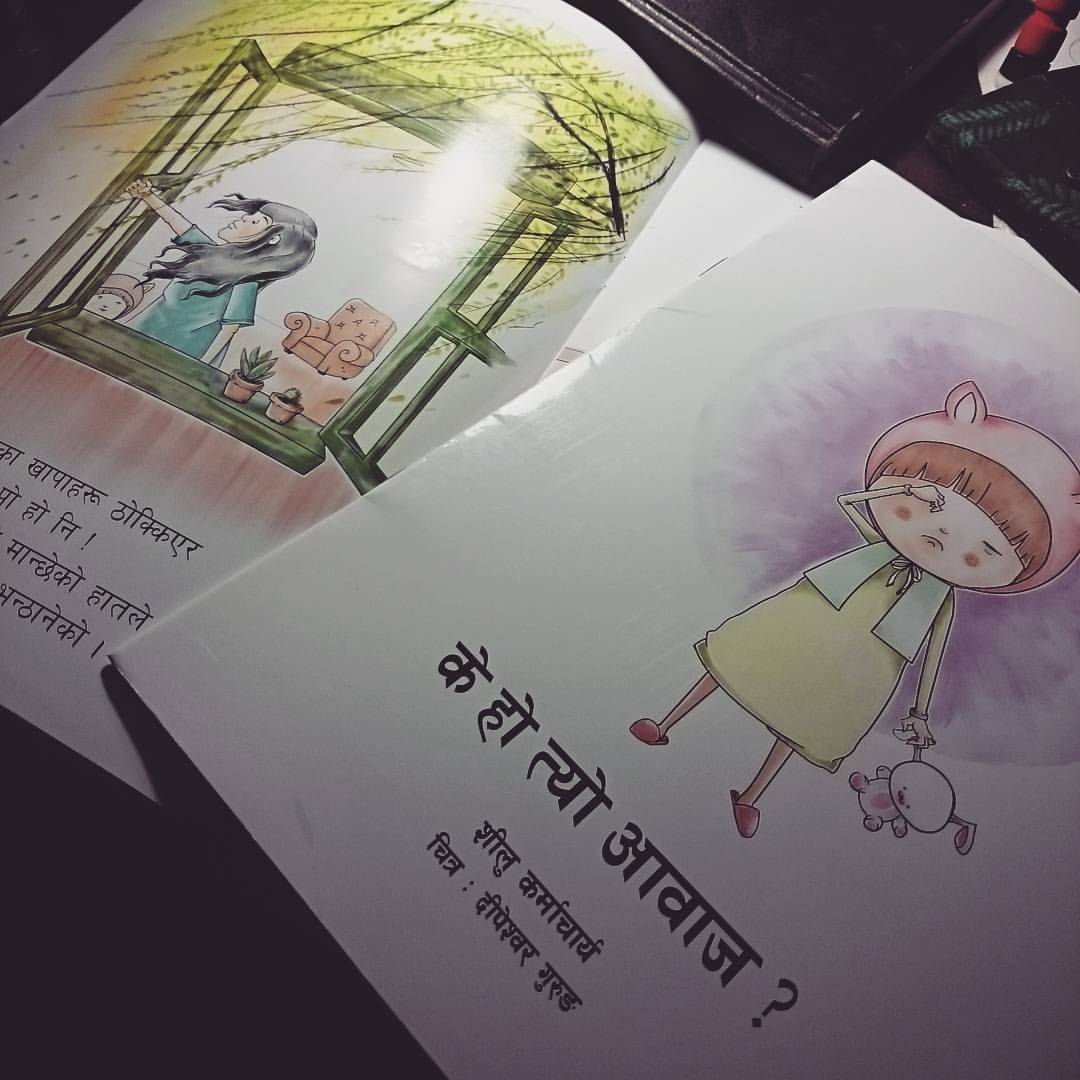 खापाहरू ठोक्किएर
हो नि !
मान्छेको हातले
भन्ठानेको ।
के हो त्यो आवाज ?
शीलु कर्माचार्य
चित्र : दीपेश्वर गुरुङ